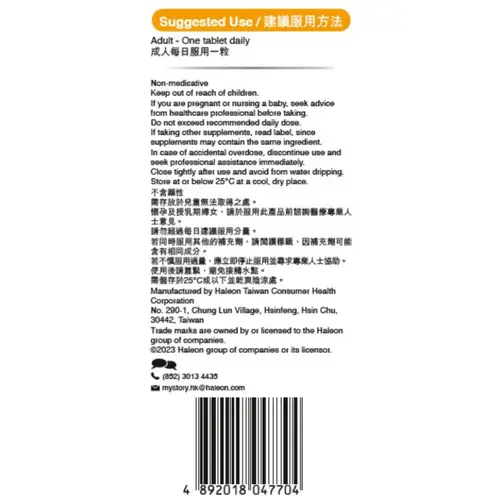 Suggested Use / 建議服用方法
Adult - One tablet daily
成人每日服用一粒
Non-medicative
Keep out of reach of children.
If you are pregnant or nursing a baby, seek advice
from healthcare professional before taking.
Do not exceed recommended daily dose.
If taking other supplements, read label, since
supplements may contain the same ingredient.
In case of accidental overdose, discontinue use and
seek professional assistance immediately.
Close tightly after use and avoid from water dripping.
Store at or below 25°C at a cool, dry place.
不含藥性
需存放於兒童無法取得之處。
懷孕及授乳期婦女，請於服用此產品前諮詢醫療專業人
士意見。
請勿超過每日建議服用分量。
若同時服用其他的補充劑，請閱讀標籤，因補充劑可能
含有相同成分。
若不慎服用過量，應立即停止服用並尋求專業人士協助。
使用後請蓋緊，避免接觸水點。
需儲存於25°C或以下並乾爽陰涼處。
Manufactured by Haleon Taiwan Consumer Health
Corporation
No. 290-1, Chung Lun Village, Hsinfeng, Hsin Chu,
30442, Taiwan
Trade marks are owned by or licensed to the Haleon
group of companies.
©2023 Haleon group of companies or its licensor.
(852) 3013 4435
mystory.hk@haleon.com
4 892018 047704